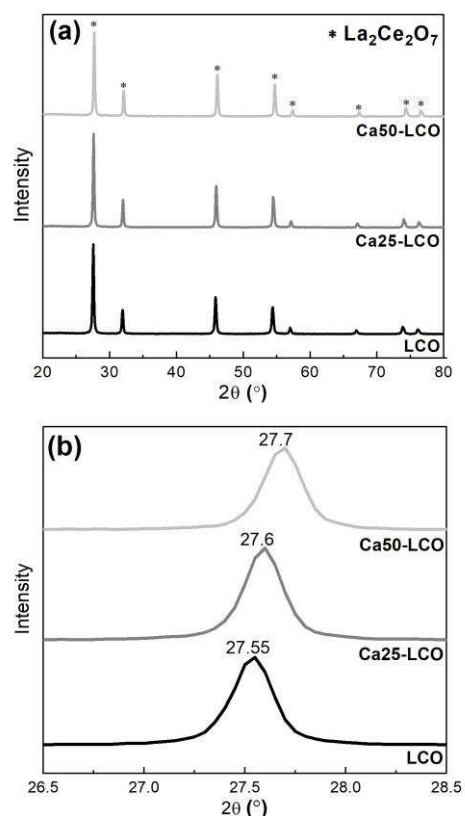 (a)
* La₂Ce₂O₇
* * * * * * * *
Ca50-LCO
Ca25-LCO
LCO
Intensity
20 30 40 50 60 70 80
2θ (°)
(b)
27.7
Ca50-LCO
27.6
Ca25-LCO
27.55
LCO
Intensity
26.5 27.0 27.5 28.0 28.5
2θ (°)